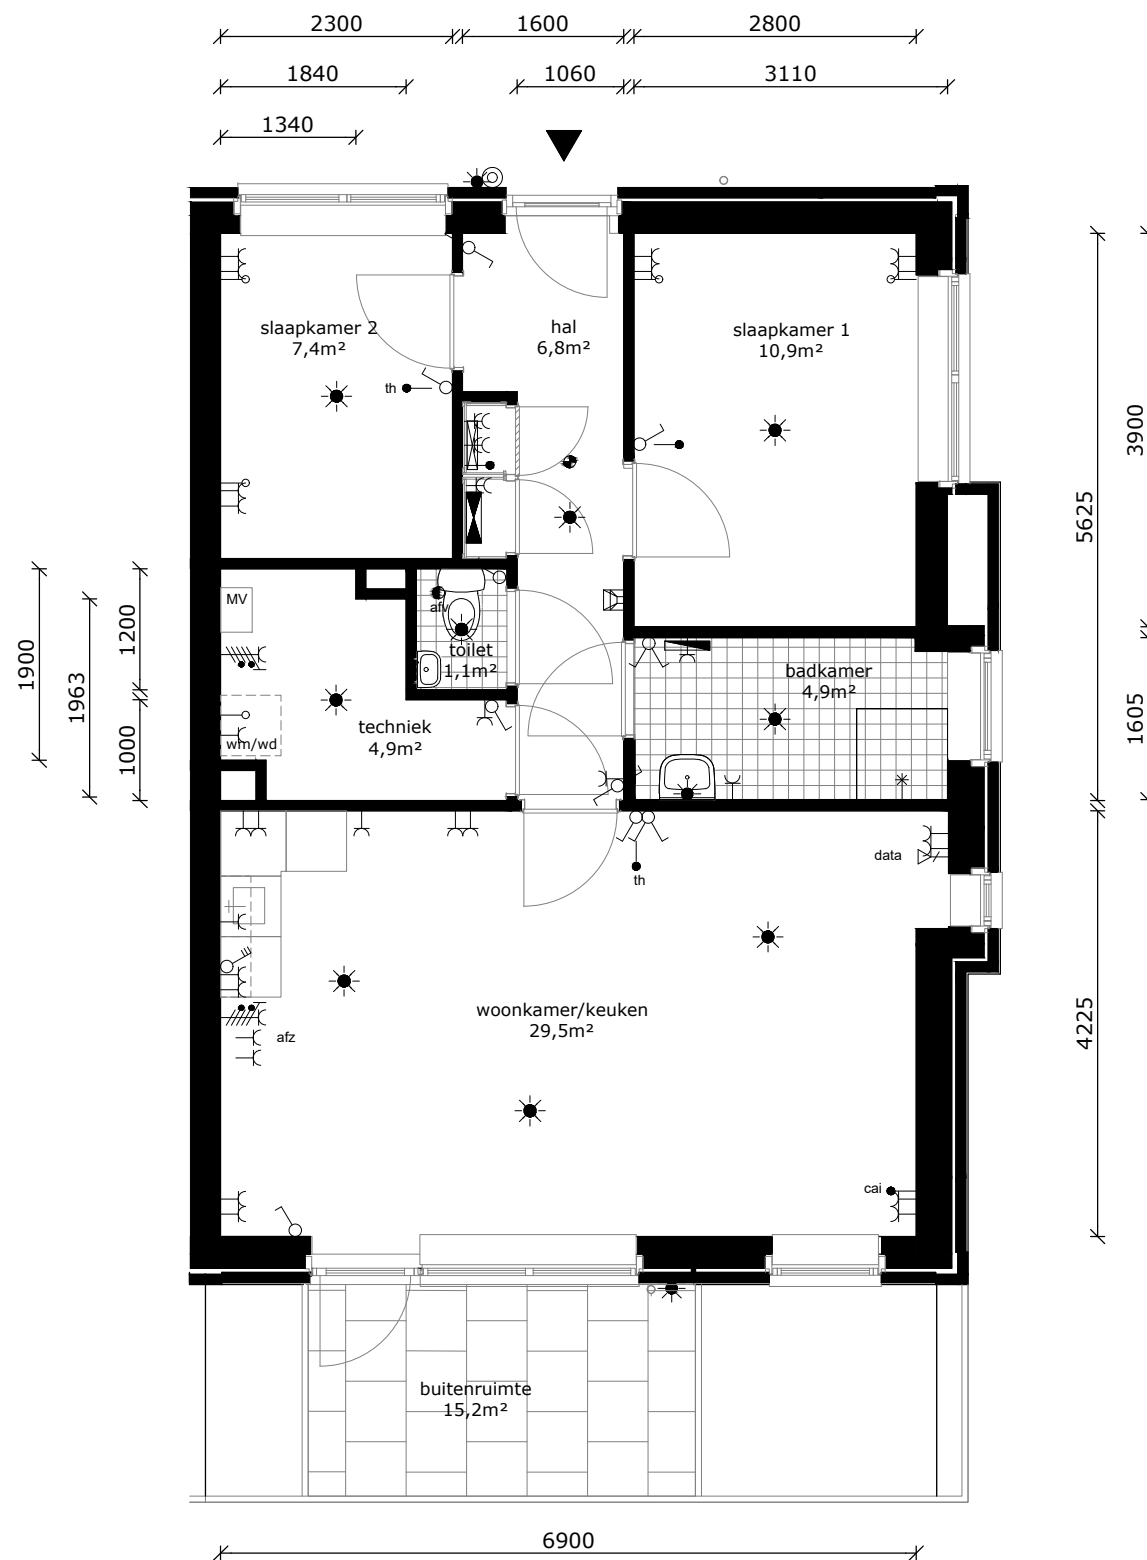 2300
1600
2800
1840
1060
3110
1340
slaapkamer 2
7,4m²
hal
6,8m²
slaapkamer 1
10,9m²
th
3900
5625
MV
afv
toilet
1,1m²
badkamer
4,9m²
1900
1963
1200
1000
1605
techniek
4,9m²
wm/wd
data
th
woonkamer/keuken
29,5m²
afz
4225
cai
buitenruimte
15,2m²
6900